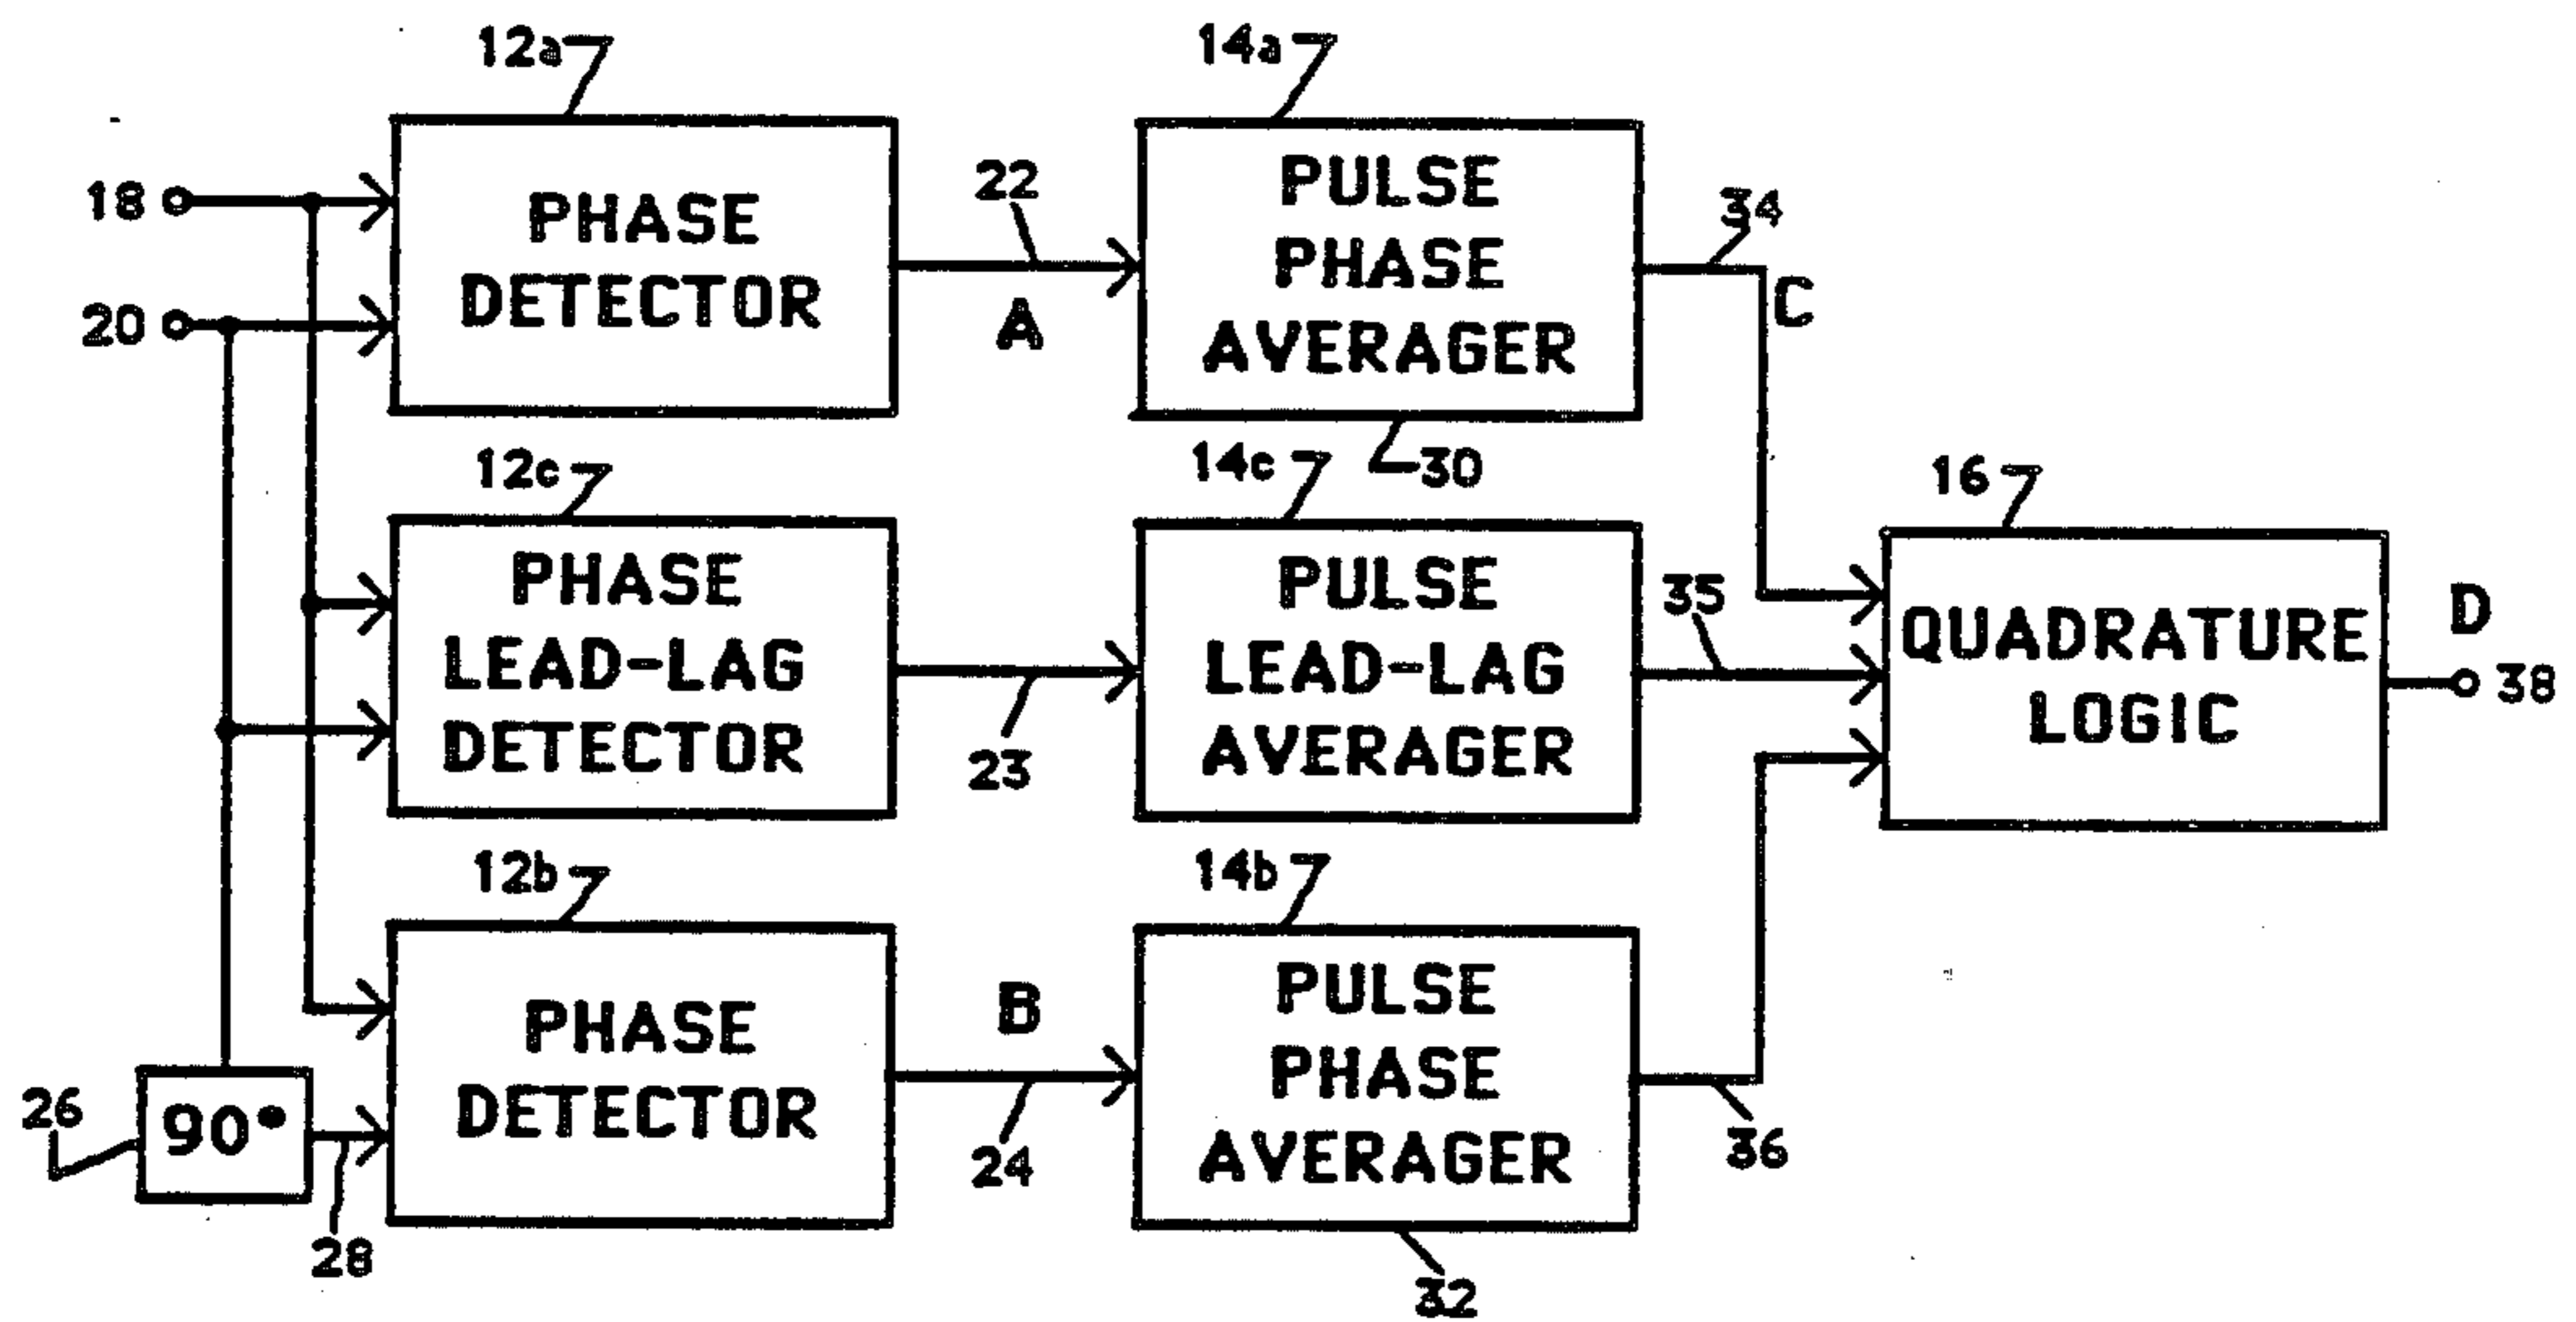 12a
14a
18
20
PHASE
DETECTOR
22
A
PULSE
PHASE
AVERAGER
34
C
30
12c
14c
16
PHASE
LEAD-LAG
DETECTOR
23
PULSE
LEAD-LAG
AVERAGER
35
QUADRATURE
LOGIC
D
38
12b
14b
26
90°
28
PHASE
DETECTOR
B
24
PULSE
PHASE
AVERAGER
36
32